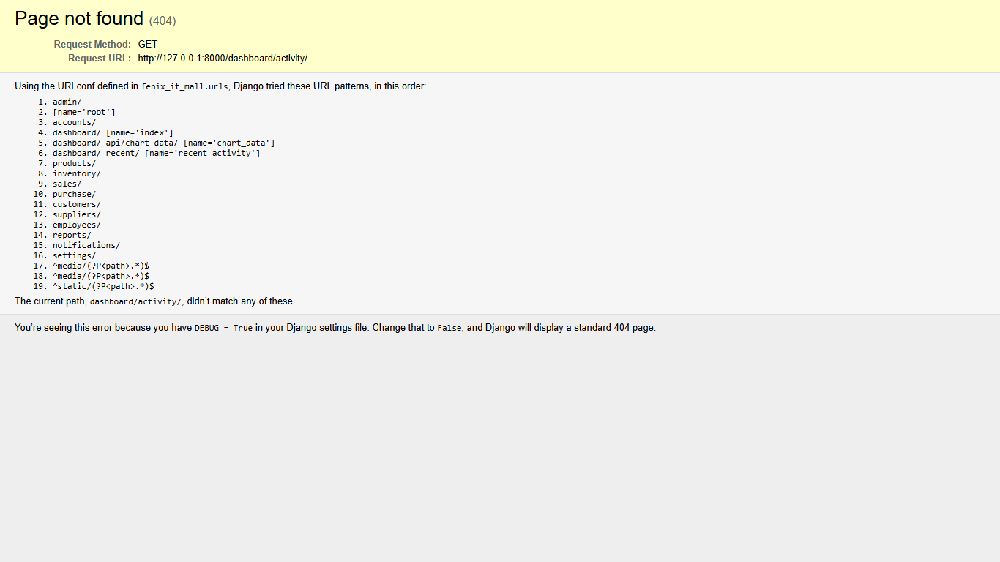 Page not found (404)
Request Method: GET
Request URL: http://127.0.0.1:8000/dashboard/activity/
Using the URLconf defined in fenix_it_mall.urls, Django tried these URL patterns, in this order:
1. admin/
2. [name='root']
3. accounts/
4. dashboard/ [name='index']
5. dashboard/ api/chart-data/ [name='chart_data']
6. dashboard/ recent/ [name='recent_activity']
7. products/
8. inventory/
9. sales/
10. purchase/
11. customers/
12. suppliers/
13. employees/
14. reports/
15. notifications/
16. settings/
17. ^media/(?P<path>.*)$
18. ^media/(?P<path>.*)$
19. ^static/(?P<path>.*)$
The current path, dashboard/activity/, didn’t match any of these.
You’re seeing this error because you have DEBUG = True in your Django settings file. Change that to False, and Django will display a standard 404 page.